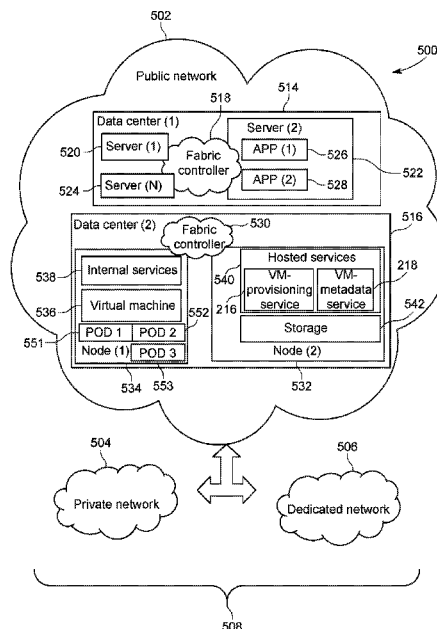 502
500
Public network
518
514
Data center (1)
Server (2)
520
Server (1)
Fabric
controller
APP (1)
526
524
Server (N)
APP (2)
528
522
530
516
Data center (2)
Fabric
controller
540
Hosted services
538
Internal services
VM-
provisioning
service
VM-
metadata
service
218
216
536
Virtual machine
552
542
551
POD 1
POD 2
Storage
Node (1)
POD 3
Node (2)
534
553
532
504
506
Private network
Dedicated network
508